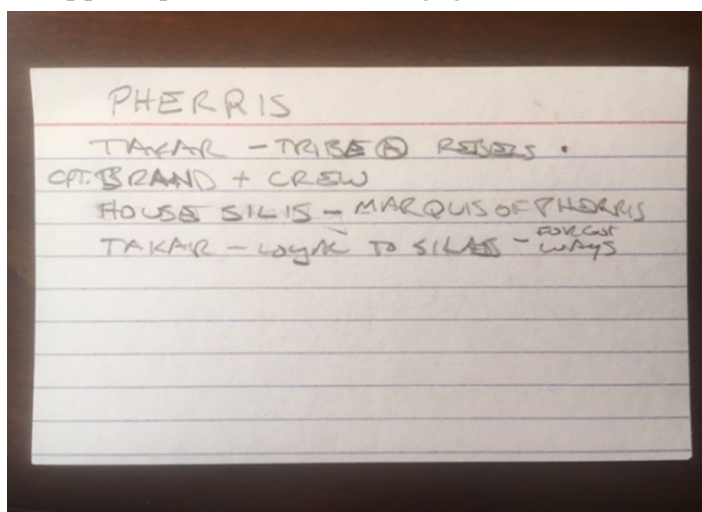 PHERRIS
TAKAR - TRIBE Ⓐ REBELS .
CPT. BRAND + CREW
HOUSE SILIS - MARQUIS OF PHERRIS
TAKAR - LOYAL TO SILAS - FORGOT WAYS